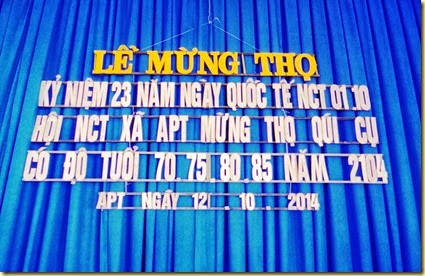 LỄ MỪNG THỌ
KỶ NIỆM 23 NĂM NGÀY QUỐC TẾ NCT 01.10
HỘI NCT XÃ APT MỪNG THỌ QÚI CỤ
CÓ ĐỘ TUỔI 70.75.80.85 NĂM 2104
APT NGÀY 12 . 10 . 2014